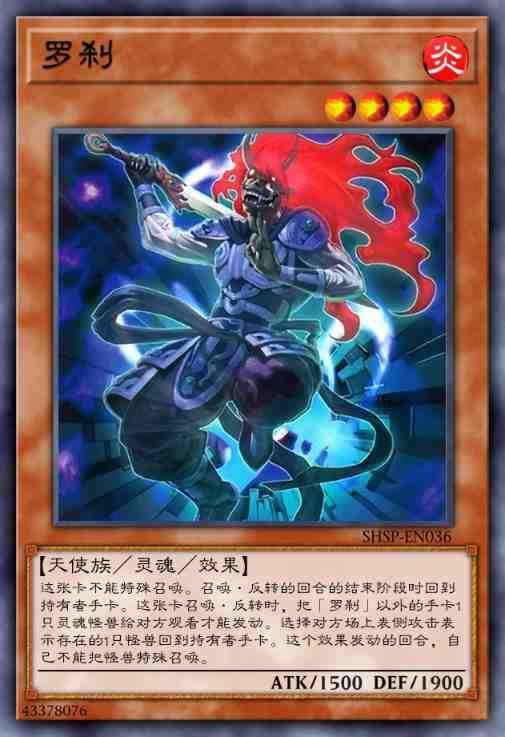 罗刹
炎
SHSP-EN036
【天使族／灵魂／效果】
这张卡不能特殊召唤。召唤·反转的回合的结束阶段时回到
持有者手卡。这张卡召唤·反转时，把「罗刹」以外的手卡1
只灵魂怪兽给对方观看才能发动。选择对方场上表侧攻击表
示存在的1只怪兽回到持有者手卡。这个效果发动的回合，自
己不能把怪兽特殊召唤。
ATK/1500 DEF/1900
43378076